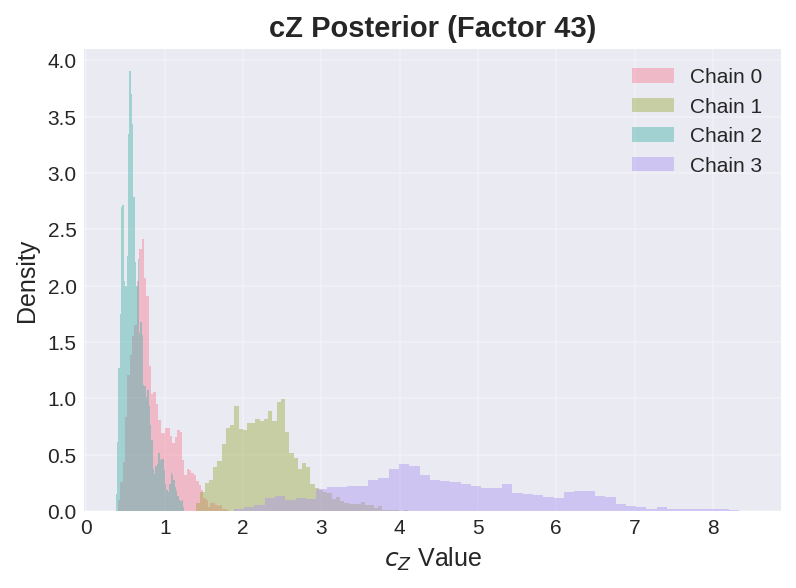 cZ Posterior (Factor 43)
Chain 0
Chain 1
Chain 2
Chain 3
Density
4.0
3.5
3.0
2.5
2.0
1.5
1.0
0.5
0.0
0 1 2 3 4 5 6 7 8
c_Z Value